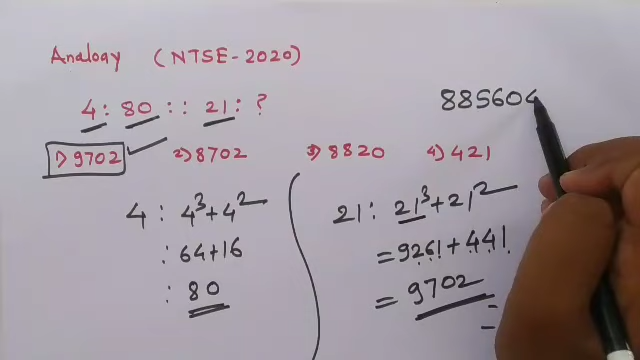 Analogy (NTSE-2020)
885604
4 : 80 :: 21 : ?
1) 9702 2) 8702 3) 8820 4) 421
4 : 4³+4²
: 64+16
: 80
21 : 21³+21²
= 9261 + 441
= 9702